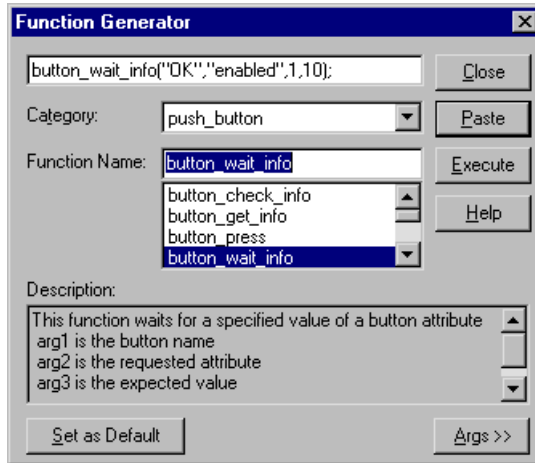 Function Generator
button_wait_info("OK","enabled",1,10);
Close
Category:
push_button
Paste
Function Name:
button_wait_info
Execute
button_check_info
button_get_info
button_press
button_wait_info
Help
Description:
This function waits for a specified value of a button attribute
arg1 is the button name
arg2 is the requested attribute
arg3 is the expected value
Set as Default
Args >>